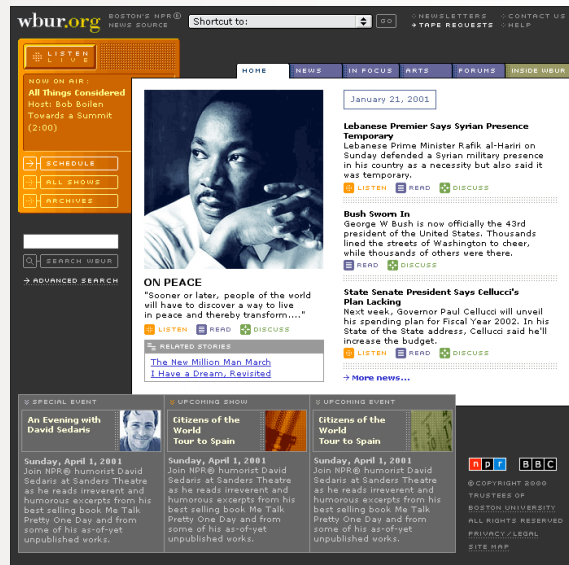 wbur.org
BOSTON'S NPR®
NEWS SOURCE
Shortcut to:
GO
NEWSLETTERS
CONTACT US
TAPE REQUESTS
HELP
LISTEN
LIVE
HOME
NEWS
IN FOCUS
ARTS
FORUMS
INSIDE WBUR
NOW ON AIR:
All Things Considered
Host: Bob Boilen
Towards a Summit
(2:00)
SCHEDULE
ALL SHOWS
ARCHIVES
SEARCH WBUR
ADVANCED SEARCH
ON PEACE
"Sooner or later, people of the world
will have to discover a way to live
in peace and thereby transform...."
LISTEN READ DISCUSS
RELATED STORIES
The New Million Man March
I Have a Dream, Revisited
January 21, 2001
Lebanese Premier Says Syrian Presence
Temporary
Lebanese Prime Minister Rafik al-Hariri on
Sunday defended a Syrian military presence
in his country as a necessity but also said it
was temporary.
LISTEN READ DISCUSS
Bush Sworn In
George W Bush is now officially the 43rd
president of the United States. Thousands
lined the streets of Washington to cheer,
while thousands of others were there.
READ DISCUSS
State Senate President Says Cellucci's
Plan Lacking
Next week, Governor Paul Cellucci will unveil
his spending plan for Fiscal Year 2002. In his
State of the State address, Cellucci said he'll
increase the budget.
LISTEN READ DISCUSS
More news...
SPECIAL EVENT
An Evening with
David Sedaris
Sunday, April 1, 2001
Join NPR® humorist David
Sedaris at Sanders Theatre
as he reads irreverent and
humorous excerpts from his
best selling book Me Talk
Pretty One Day and from
some of his as-of-yet
unpublished works.
UPCOMING SHOW
Citizens of the
World
Tour to Spain
Sunday, April 1, 2001
Join NPR® humorist David
Sedaris at Sanders Theatre
as he reads irreverent and
humorous excerpts from his
best selling book Me Talk
Pretty One Day and from
some of his as-of-yet
unpublished works.
UPCOMING EVENT
Citizens of the
World
Tour to Spain
Sunday, April 1, 2001
Join NPR® humorist David
Sedaris at Sanders Theatre
as he reads irreverent and
humorous excerpts from his
best selling book Me Talk
Pretty One Day and from
some of his as-of-yet
unpublished works.
npr BBC
©COPYRIGHT 2000
TRUSTEES OF
BOSTON UNIVERSITY
ALL RIGHTS RESERVED
PRIVACY/LEGAL
SITE MAP